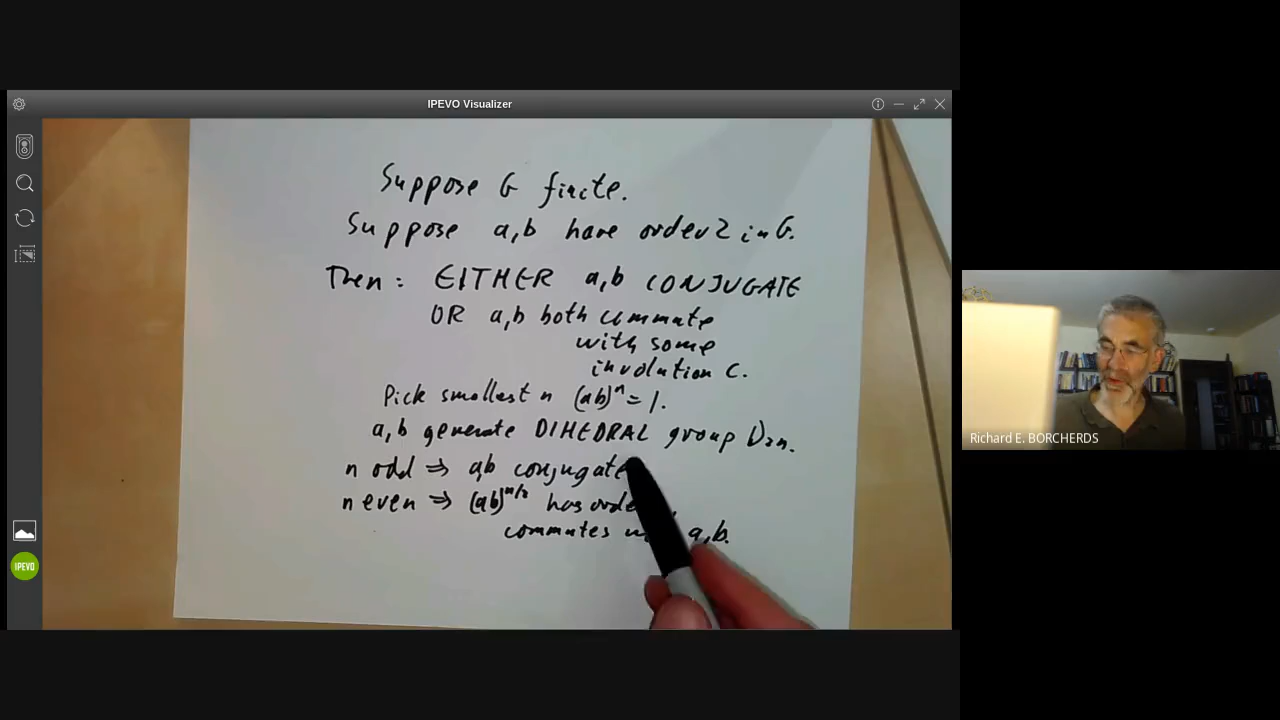 IPEVO Visualizer
Suppose G finite.
Suppose a,b have order 2 in G.
Then: EITHER a,b CONJUGATE
OR a,b both commute
with some
involution c.
Pick smallest n (ab)ⁿ = 1.
a, b generate DIHEDRAL group D₂ₙ.
n odd ⇒ a,b conjugate
n even ⇒ (ab)^n/2 has orde
commutes a,b.
Richard E. BORCHERDS
IPEVO